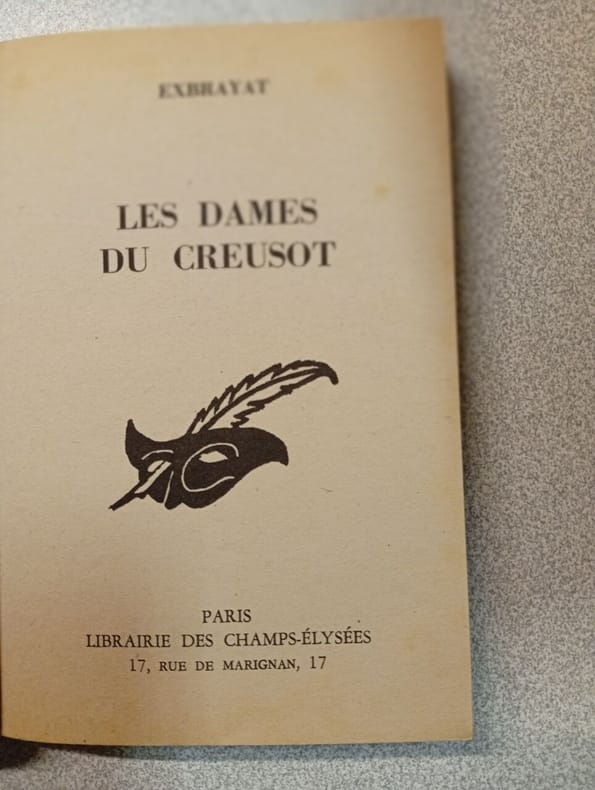 EXBRAYAT
LES DAMES
DU CREUSOT
PARIS
LIBRAIRIE DES CHAMPS-ÉLYSÉES
17, RUE DE MARIGNAN, 17